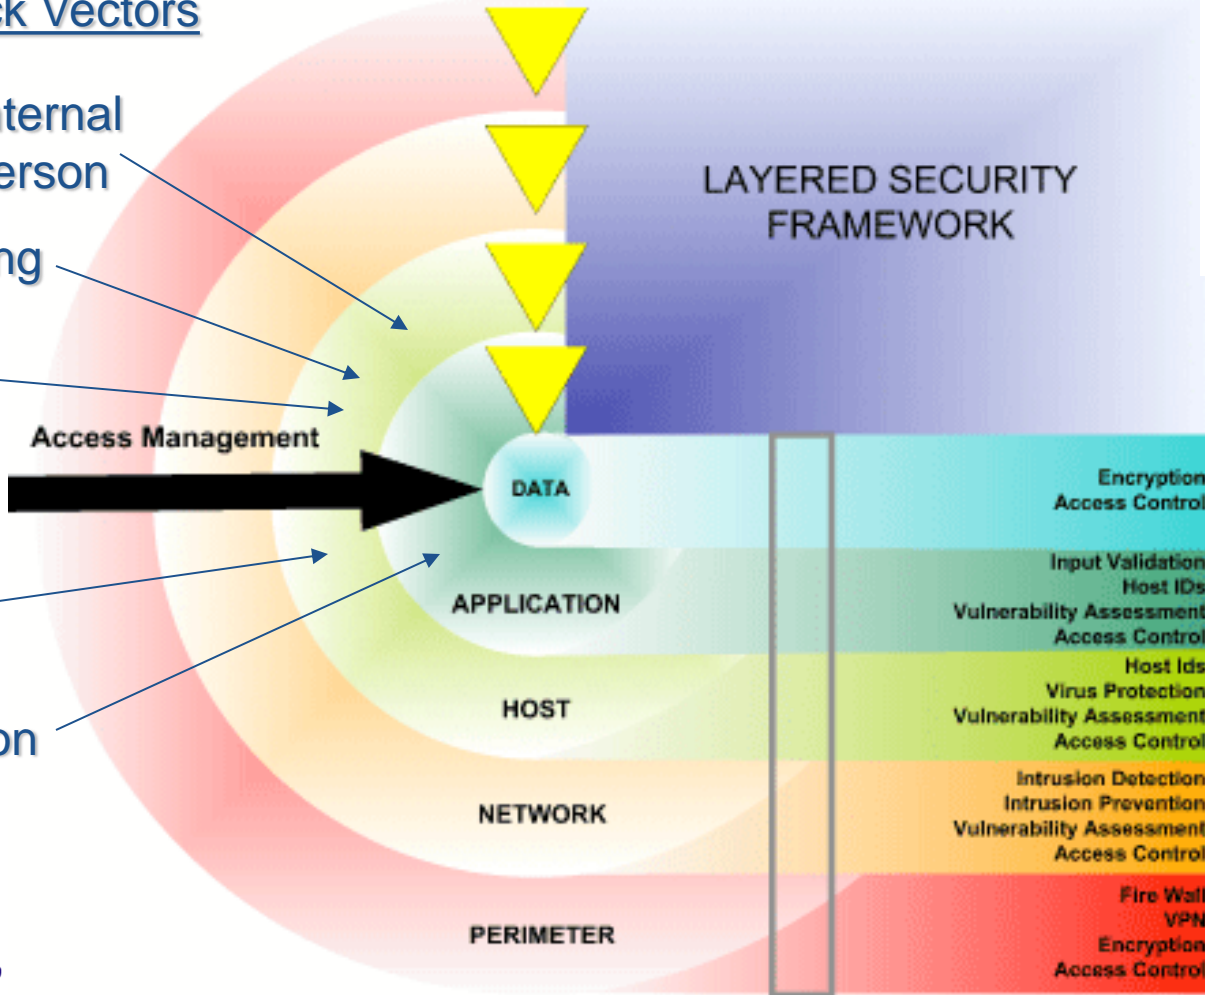 ck Vectors
nternal
erson
ng
on
LAYERED SECURITY
FRAMEWORK
Access Management
DATA
APPLICATION
HOST
NETWORK
PERIMETER
Encryption
Access Control
Input Validation
Host IDs
Vulnerability Assessment
Access Control
Host Ids
Virus Protection
Vulnerability Assessment
Access Control
Intrusion Detection
Intrusion Prevention
Vulnerability Assessment
Access Control
Fire Wall
VPN
Encryption
Access Control